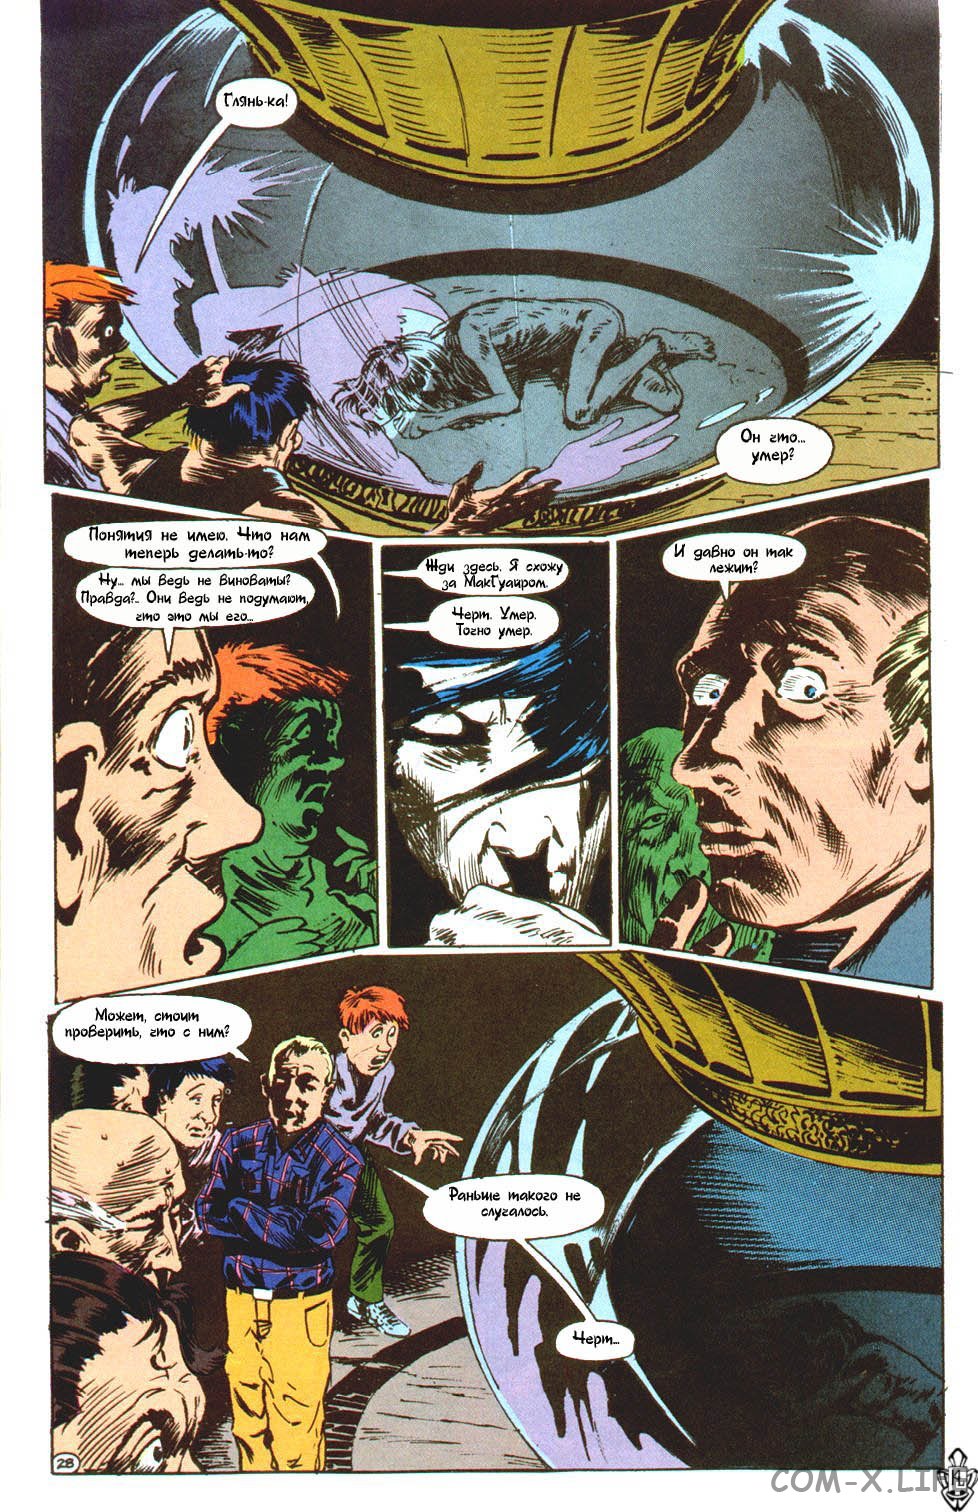 Глянь-ка!
Он что...
умер?
Понятия не имею. Что нам
теперь делать-то?
Ну... мы ведь не виноваты?
Правда?.. Они ведь не подумают,
что это мы его...
Жди здесь. Я схожу
за МакГуайром.
Черт. Умер.
Точно умер.
И давно он так
лежит?
Может, стоит
проверить, что с ним?
Раньше такого не
случалось.
Черт...
28
COM-X.LIFE